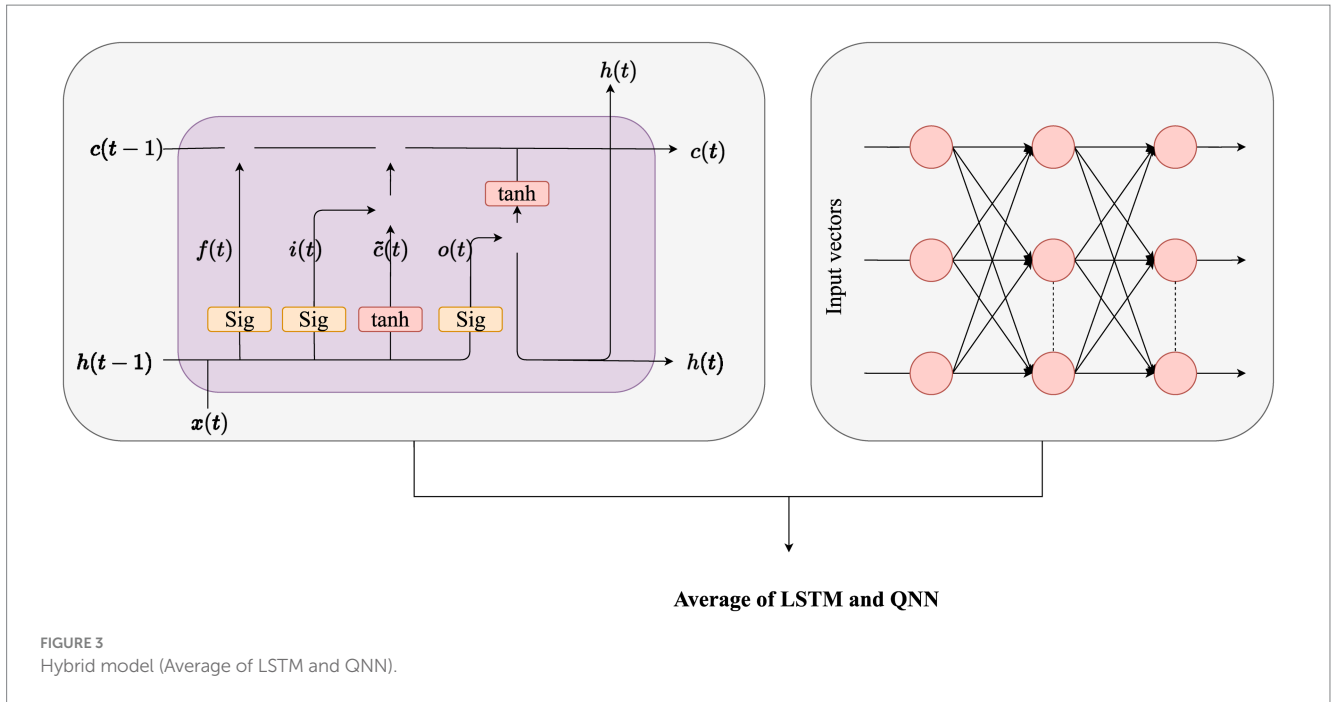 h(t)
c(t − 1)
c(t)
tanh
f(t)
i(t)
c̃(t)
o(t)
Sig
Sig
tanh
Sig
h(t − 1)
h(t)
x(t)
Input vectors
Average of LSTM and QNN
FIGURE 3
Hybrid model (Average of LSTM and QNN).